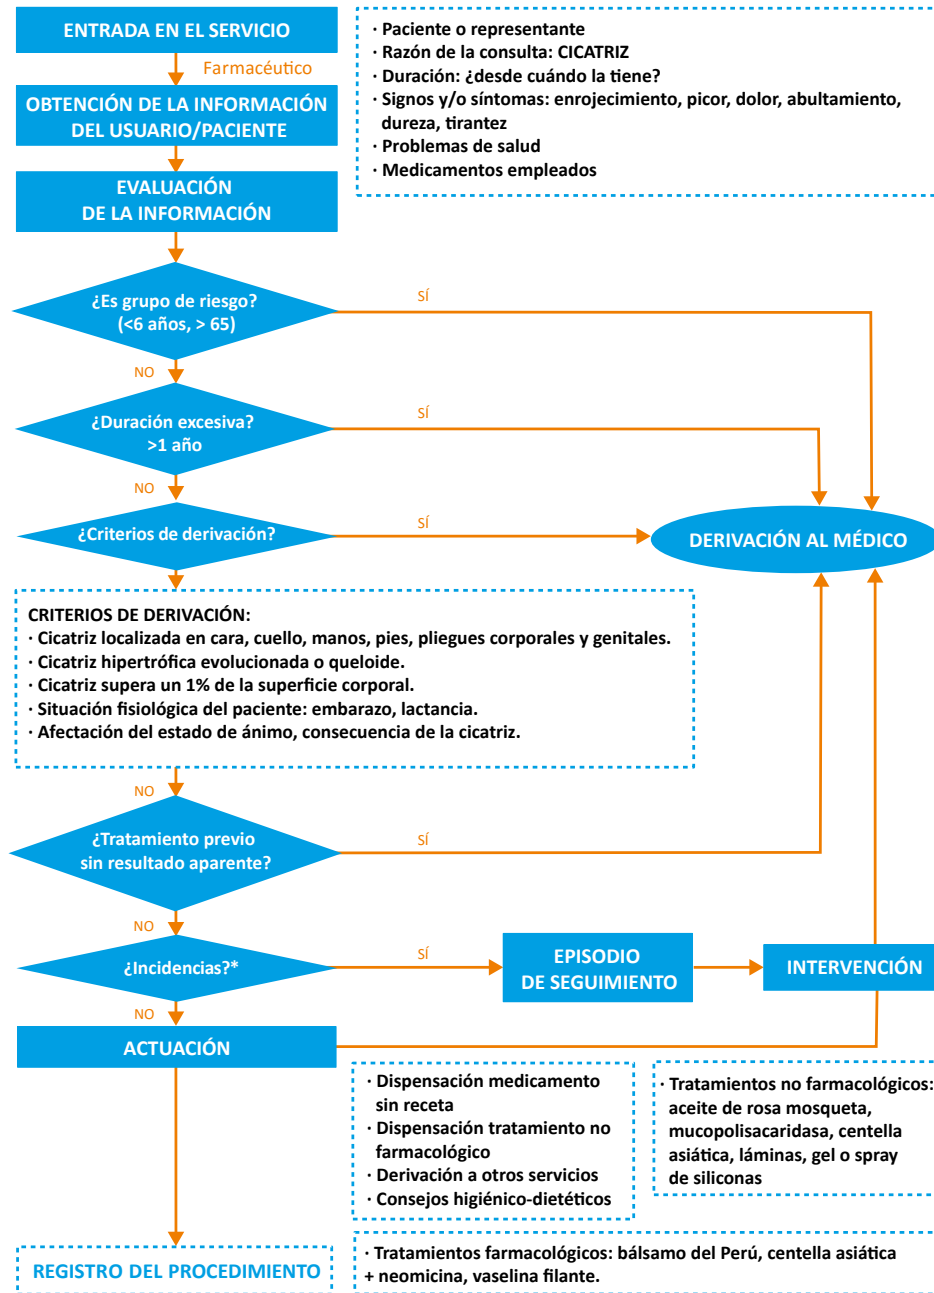 ENTRADA EN EL SERVICIO
Farmacéutico
OBTENCIÓN DE LA INFORMACIÓN
DEL USUARIO/PACIENTE
EVALUACIÓN
DE LA INFORMACIÓN
· Paciente o representante
· Razón de la consulta: CICATRIZ
· Duración: ¿desde cuándo la tiene?
· Signos y/o síntomas: enrojecimiento, picor, dolor, abultamiento,
dureza, tirantez
· Problemas de salud
· Medicamentos empleados
¿Es grupo de riesgo?
(<6 años, > 65)
SÍ
NO
¿Duración excesiva?
>1 año
SÍ
NO
¿Criterios de derivación?
SÍ
DERIVACIÓN AL MÉDICO
CRITERIOS DE DERIVACIÓN:
· Cicatriz localizada en cara, cuello, manos, pies, pliegues corporales y genitales.
· Cicatriz hipertrófica evolucionada o queloide.
· Cicatriz supera un 1% de la superficie corporal.
· Situación fisiológica del paciente: embarazo, lactancia.
· Afectación del estado de ánimo, consecuencia de la cicatriz.
NO
¿Tratamiento previo
sin resultado aparente?
SÍ
NO
¿Incidencias?*
SÍ
EPISODIO
DE SEGUIMIENTO
INTERVENCIÓN
NO
ACTUACIÓN
· Dispensación medicamento
sin receta
· Dispensación tratamiento no
farmacológico
· Derivación a otros servicios
· Consejos higiénico-dietéticos
· Tratamientos no farmacológicos:
aceite de rosa mosqueta,
mucopolisacaridasa, centella
asiática, láminas, gel o spray
de siliconas
REGISTRO DEL PROCEDIMIENTO
· Tratamientos farmacológicos: bálsamo del Perú, centella asiática
+ neomicina, vaselina filante.